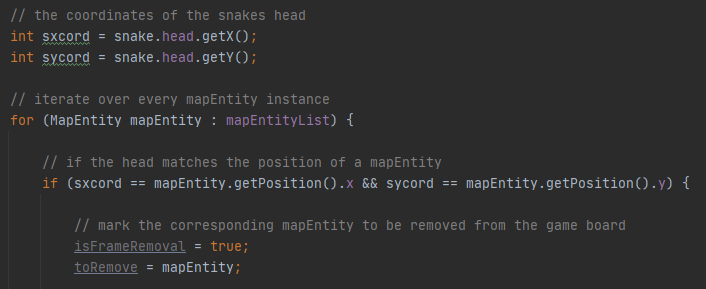 // the coordinates of the snakes head
int sxcord = snake.head.getX();
int sycord = snake.head.getY();
// iterate over every mapEntity instance
for (MapEntity mapEntity : mapEntityList) {
// if the head matches the position of a mapEntity
if (sxcord == mapEntity.getPosition().x && sycord == mapEntity.getPosition().y) {
// mark the corresponding mapEntity to be removed from the game board
isFrameRemoval = true;
toRemove = mapEntity;